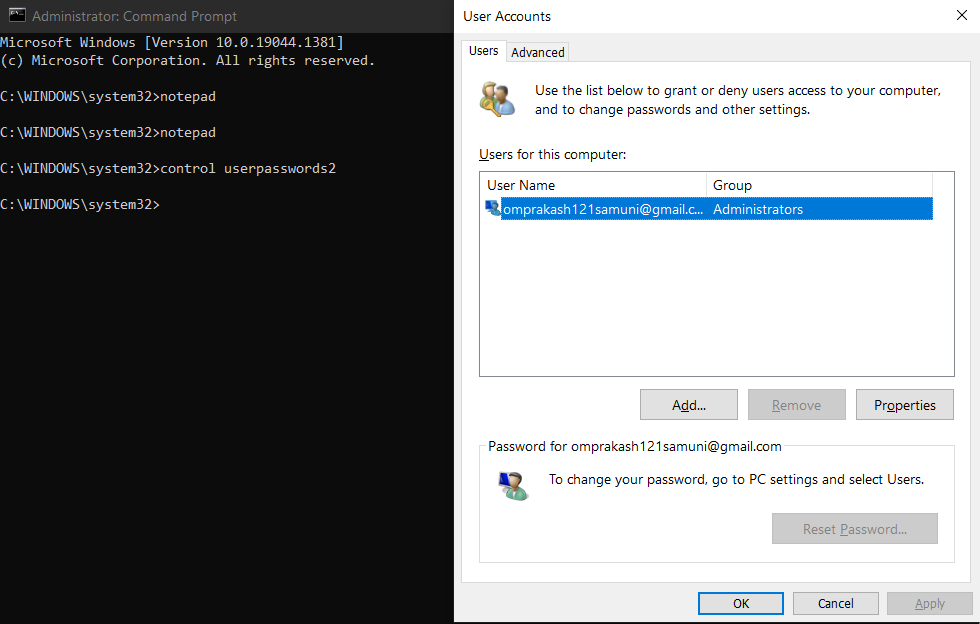 Administrator: Command Prompt
Microsoft Windows [Version 10.0.19044.1381]
(c) Microsoft Corporation. All rights reserved.
C:\WINDOWS\system32>notepad
C:\WINDOWS\system32>notepad
C:\WINDOWS\system32>control userpasswords2
C:\WINDOWS\system32>
User Accounts
Users Advanced
Use the list below to grant or deny users access to your computer,
and to change passwords and other settings.
Users for this computer:
User Name Group
omprakash121samuni@gmail.c... Administrators
Add... Remove Properties
Password for omprakash121samuni@gmail.com
To change your password, go to PC settings and select Users.
Reset Password...
OK Cancel Apply